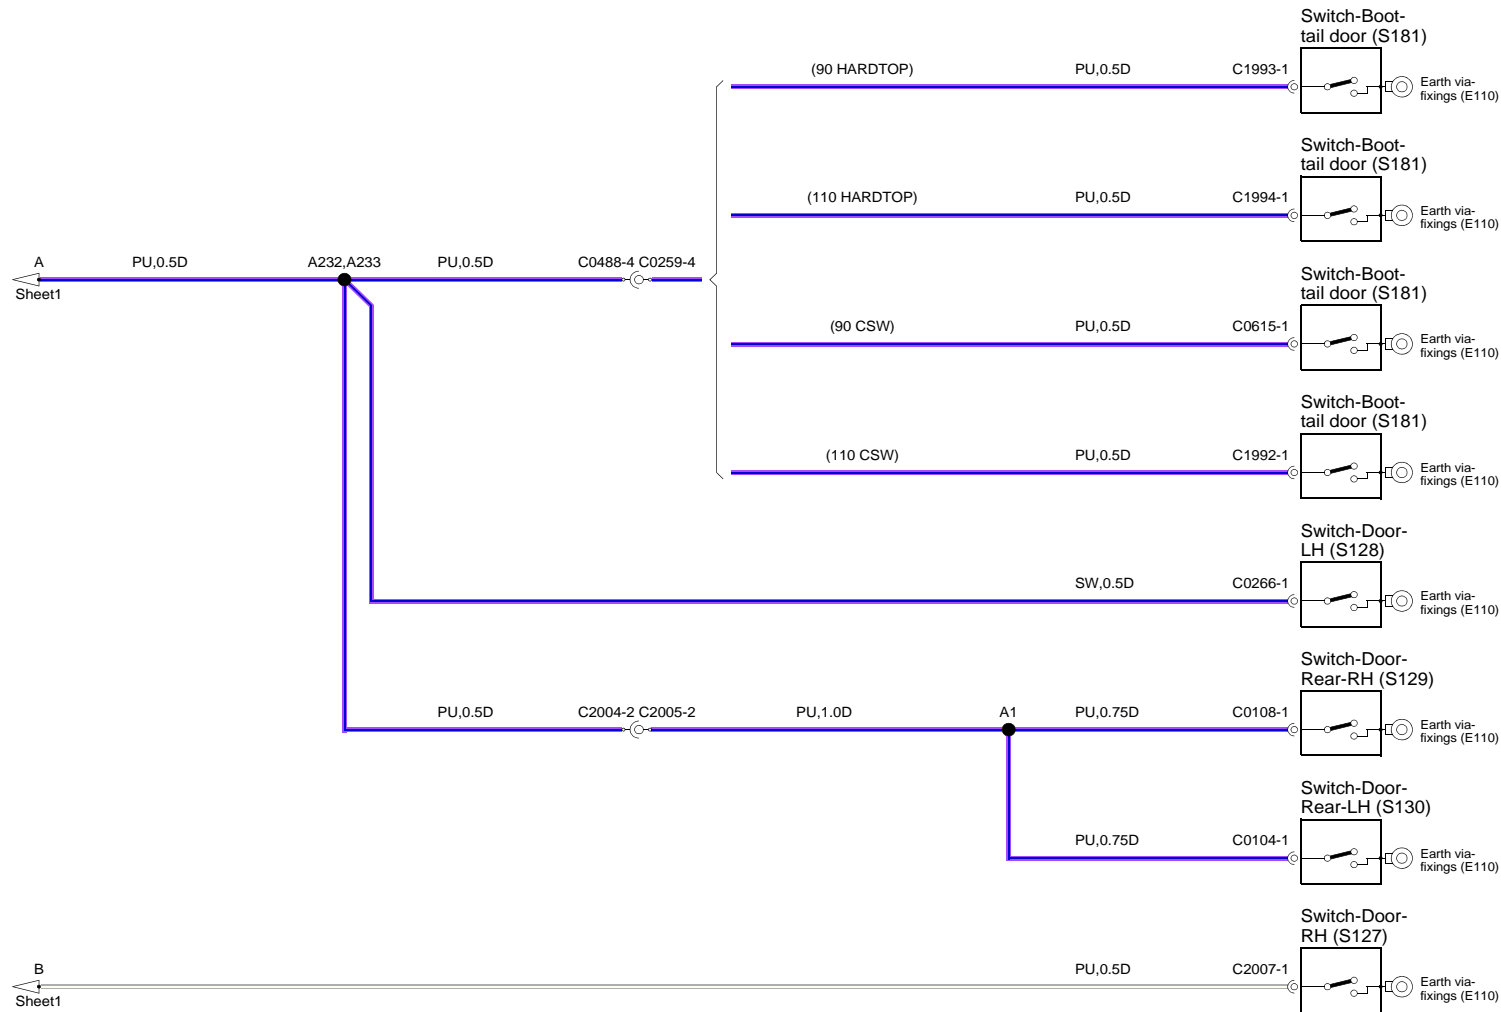 Switch-Boot-
tail door (S181)
(90 HARDTOP) PU,0.5D C1993-1
Earth via-
fixings (E110)
Switch-Boot-
tail door (S181)
(110 HARDTOP) PU,0.5D C1994-1
Earth via-
fixings (E110)
A PU,0.5D A232,A233 PU,0.5D C0488-4 C0259-4
Sheet1
Switch-Boot-
tail door (S181)
(90 CSW) PU,0.5D C0615-1
Earth via-
fixings (E110)
Switch-Boot-
tail door (S181)
(110 CSW) PU,0.5D C1992-1
Earth via-
fixings (E110)
Switch-Door-
LH (S128)
SW,0.5D C0266-1
Earth via-
fixings (E110)
Switch-Door-
Rear-RH (S129)
PU,0.5D C2004-2 C2005-2 PU,1.0D A1 PU,0.75D C0108-1
Earth via-
fixings (E110)
Switch-Door-
Rear-LH (S130)
PU,0.75D C0104-1
Earth via-
fixings (E110)
Switch-Door-
RH (S127)
B PU,0.5D C2007-1
Sheet1
Earth via-
fixings (E110)